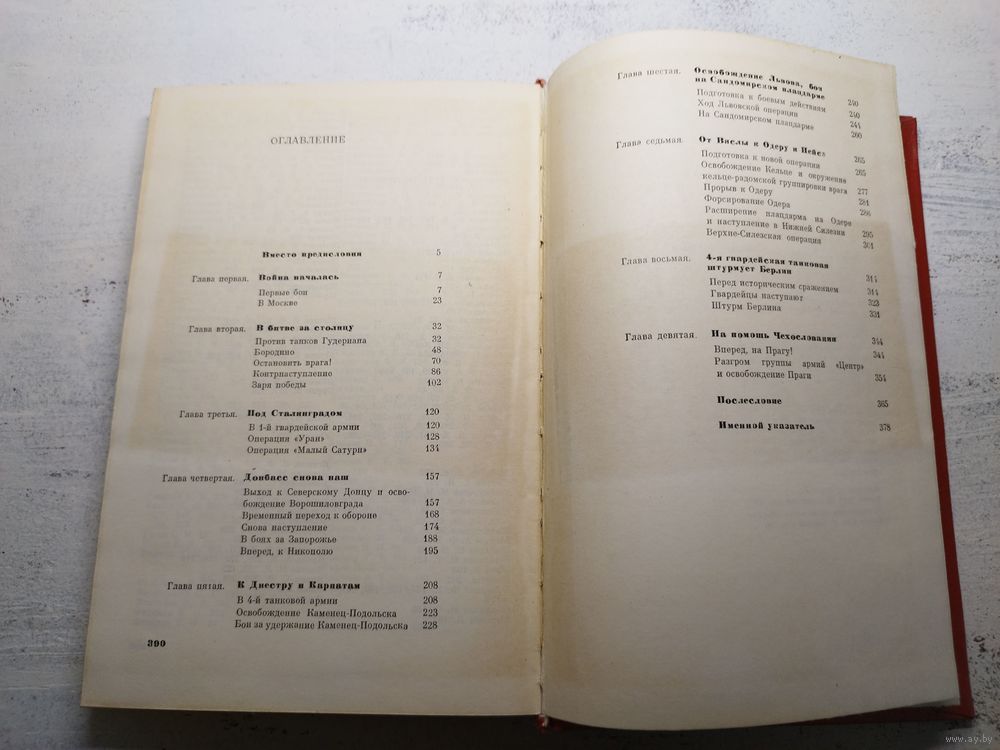 ОГЛАВЛЕНИЕ
Вместо предисловия 5
Глава первая. Война началась 7
Первые бои 7
В Москве 23
Глава вторая. В битве за столицу 32
Против танков Гудериана 32
Бородино 48
Остановить врага! 70
Контрнаступление 86
Заря победы 102
Глава третья. Под Сталинградом 120
В 1-й гвардейской армии 120
Операция «Уран» 128
Операция «Малый Сатурн» 134
Глава четвертая. Донбасс снова наш 157
Выход к Северскому Донцу и осво-
бождение Ворошиловграда 157
Временный переход к обороне 168
Снова наступление 174
В боях за Запорожье 188
Вперед, к Никополю 195
Глава пятая. К Днестру и Карпатам 208
В 4-й танковой армии 208
Освобождение Каменец-Подольска 223
Бои за удержание Каменец-Подольска 228
390
Глава шестая. Освобождение Львова, бои
на Сандомирском плацдарме 240
Подготовка к боевым действиям 240
Ход Львовской операции 244
На Сандомирском плацдарме 260
Глава седьмая. От Вислы к Одеру и Нейсе 265
Подготовка к новой операции 265
Освобождение Кельце и окружение
кельце-радомской группировки врага 277
Прорыв к Одеру 281
Форсирование Одера 286
Расширение плацдарма на Одере
и наступление в Нижней Силезии 295
Верхне-Силезская операция 301
Глава восьмая. 4-я гвардейская танковая
штурмует Берлин 314
Перед историческим сражением 314
Гвардейцы наступают 323
Штурм Берлина 331
Глава девятая. На помощь Чехословакии 344
Вперед, на Прагу! 344
Разгром группы армий «Центр»
и освобождение Праги 354
Послесловие 365
Именной указатель 378
www.ay.by